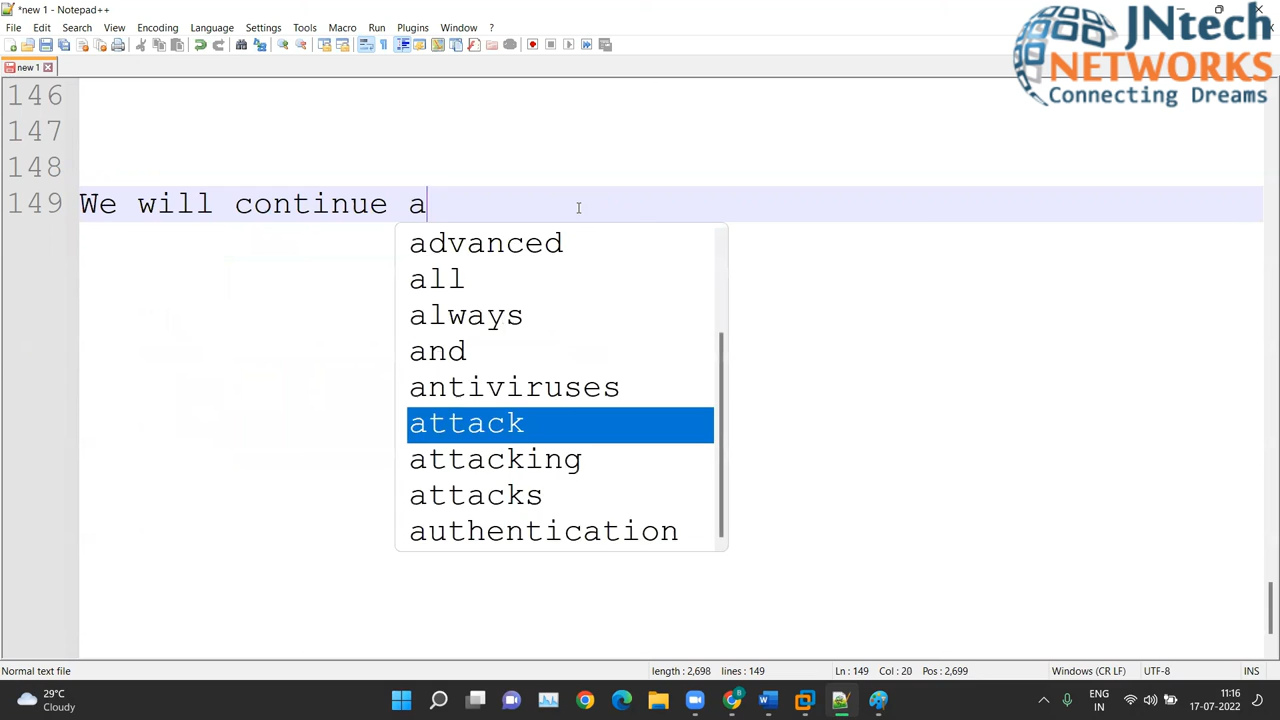 *new 1 - Notepad++
File Edit Search View Encoding Language Settings Tools Macro Run Plugins Window ?
new 1
JNtech
NETWORKS
Connecting Dreams
146
147
148
149 We will continue a
advanced
all
always
and
antiviruses
attack
attacking
attacks
authentication
Normal text file length : 2,698 lines : 149 Ln : 149 Col : 20 Pos : 2,699 Windows (CR LF) UTF-8 INS
29°C
Cloudy
ENG
IN
11:16
17-07-2022